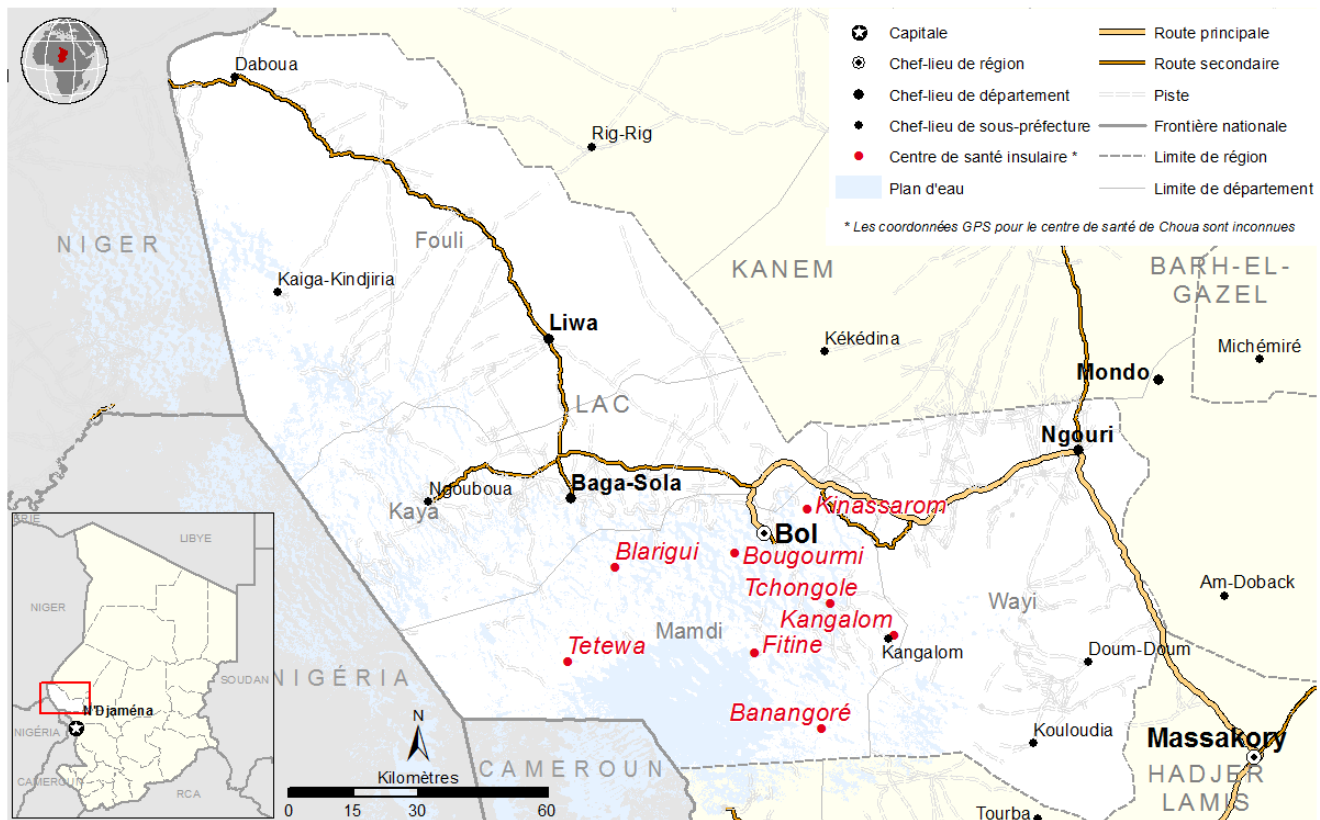 Daboua
Rig-Rig
NIGER
Fouli
KANEM
BARH-EL-
GAZEL
Kaiga-Kindjiria
Liwa
Kékédina
Michémiré
Mondo
LAC
Ngouri
Ngouboua
Baga-Sola
Kaya
Kinassarom
Bol
Blarigui
Bougourmi
Tchongole
Am-Doback
Wayi
Kangalom
Mamdi
Kangalom
Fitine
Tetewa
Doum-Doum
NIGÉRIA
Banangoré
Kouloudia
Massakory
CAMEROUN
HADJER
LAMIS
Tourba
Capitale
Chef-lieu de région
Chef-lieu de département
Chef-lieu de sous-préfecture
Centre de santé insulaire *
Plan d'eau
Route principale
Route secondaire
Piste
Frontière nationale
Limite de région
Limite de département
* Les coordonnées GPS pour le centre de santé de Choua sont inconnues
LIBYE
NIGER
SOUDAN
N'Djaména
NIGÉRIA
CAMEROUN
RCA
N
Kilomètres
0 15 30 60